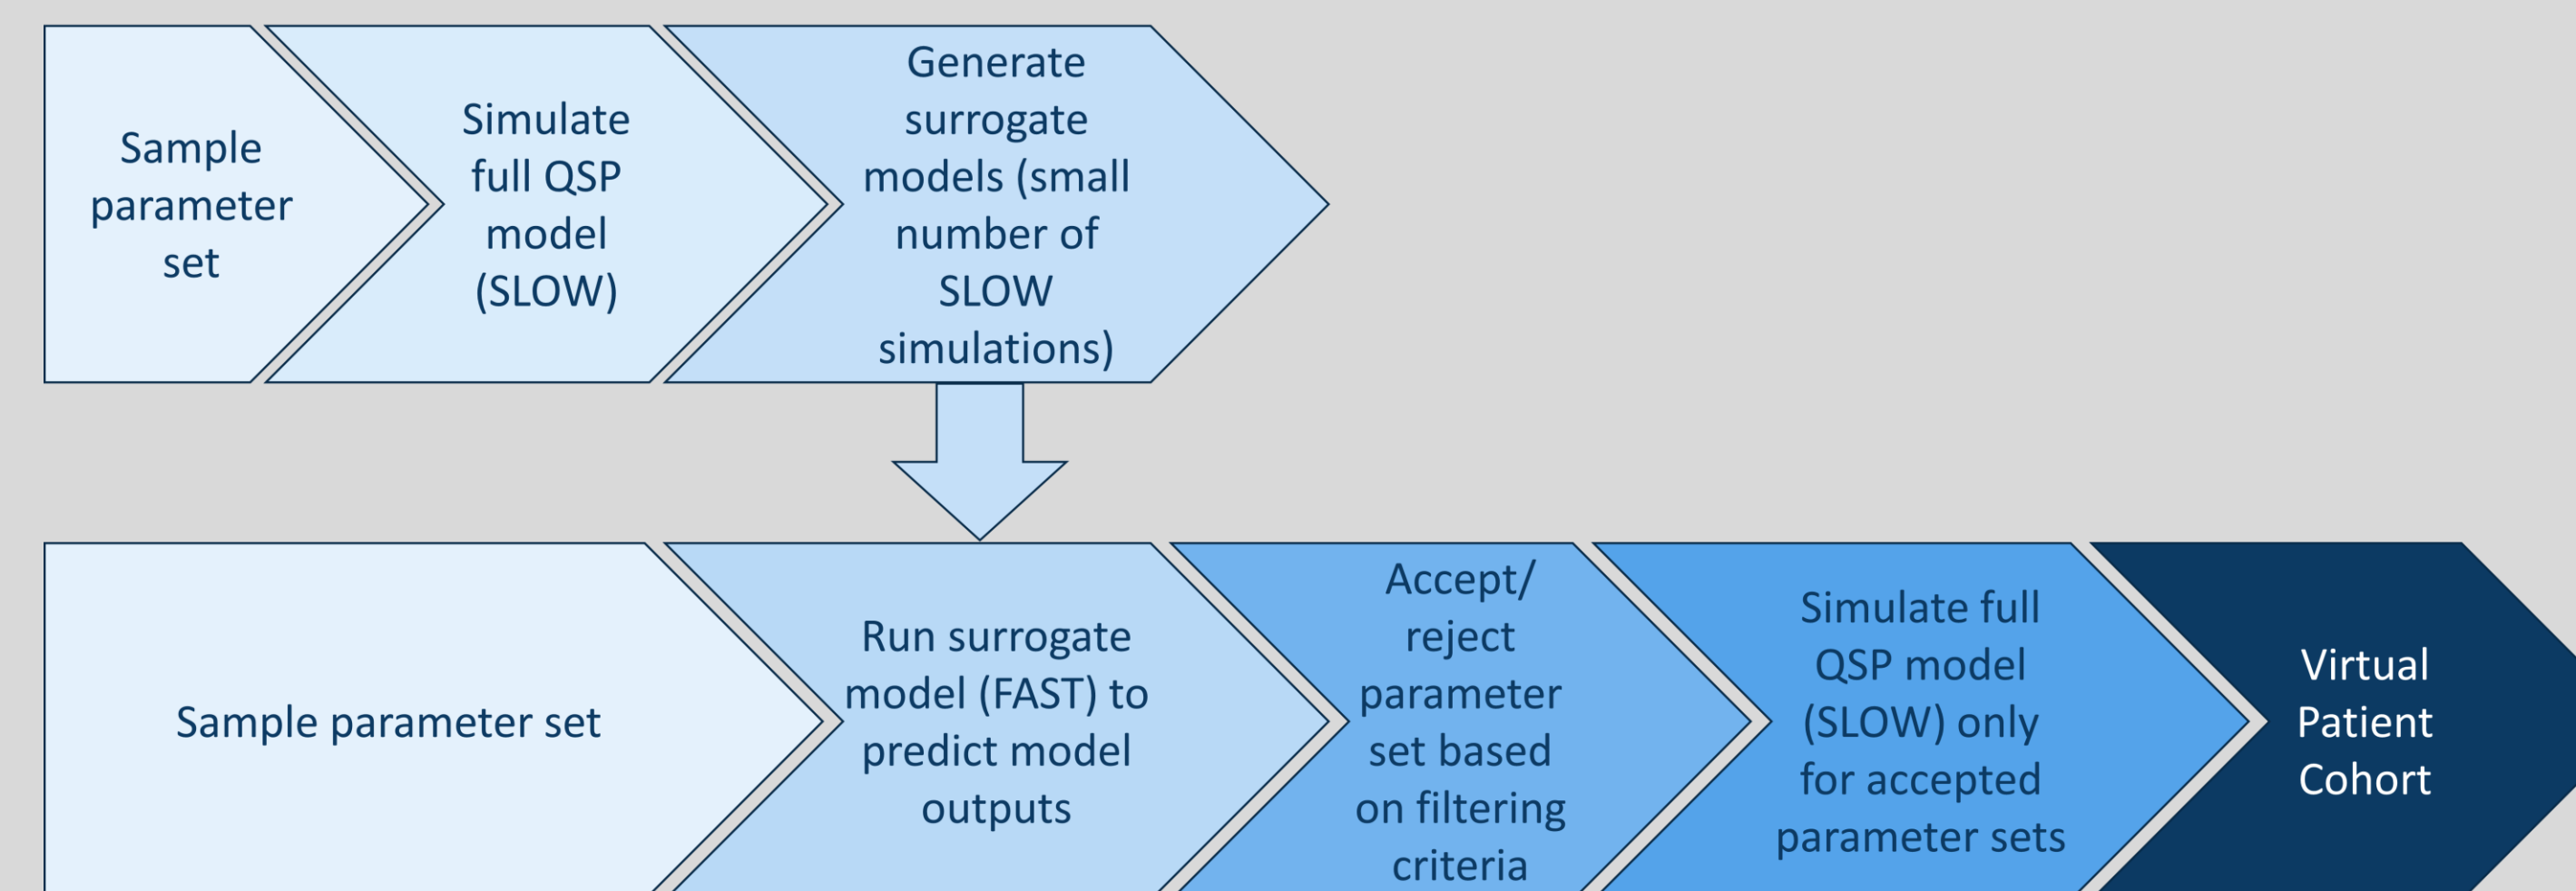 Sample
parameter
set
Simulate
full QSP
model
(SLOW)
Generate
surrogate
models (small
number of
SLOW
simulations)
Sample parameter set
Run surrogate
model (FAST) to
predict model
outputs
Accept/
reject
parameter
set based
on filtering
criteria
Simulate full
QSP model
(SLOW) only
for accepted
parameter sets
Virtual
Patient
Cohort